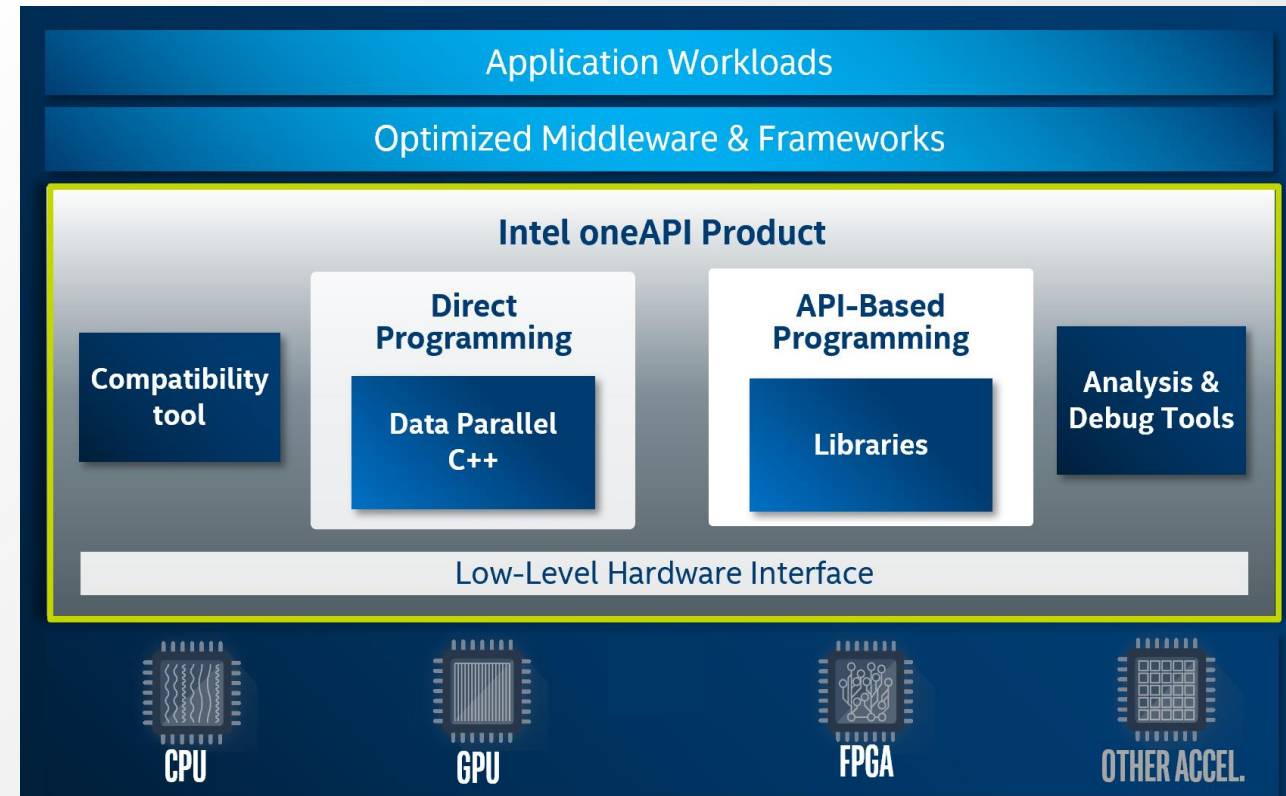 Application Workloads
Optimized Middleware & Frameworks
Intel oneAPI Product
Compatibility
tool
Direct
Programming
Data Parallel
C++
API-Based
Programming
Libraries
Analysis &
Debug Tools
Low-Level Hardware Interface
CPU
GPU
FPGA
OTHER ACCEL.